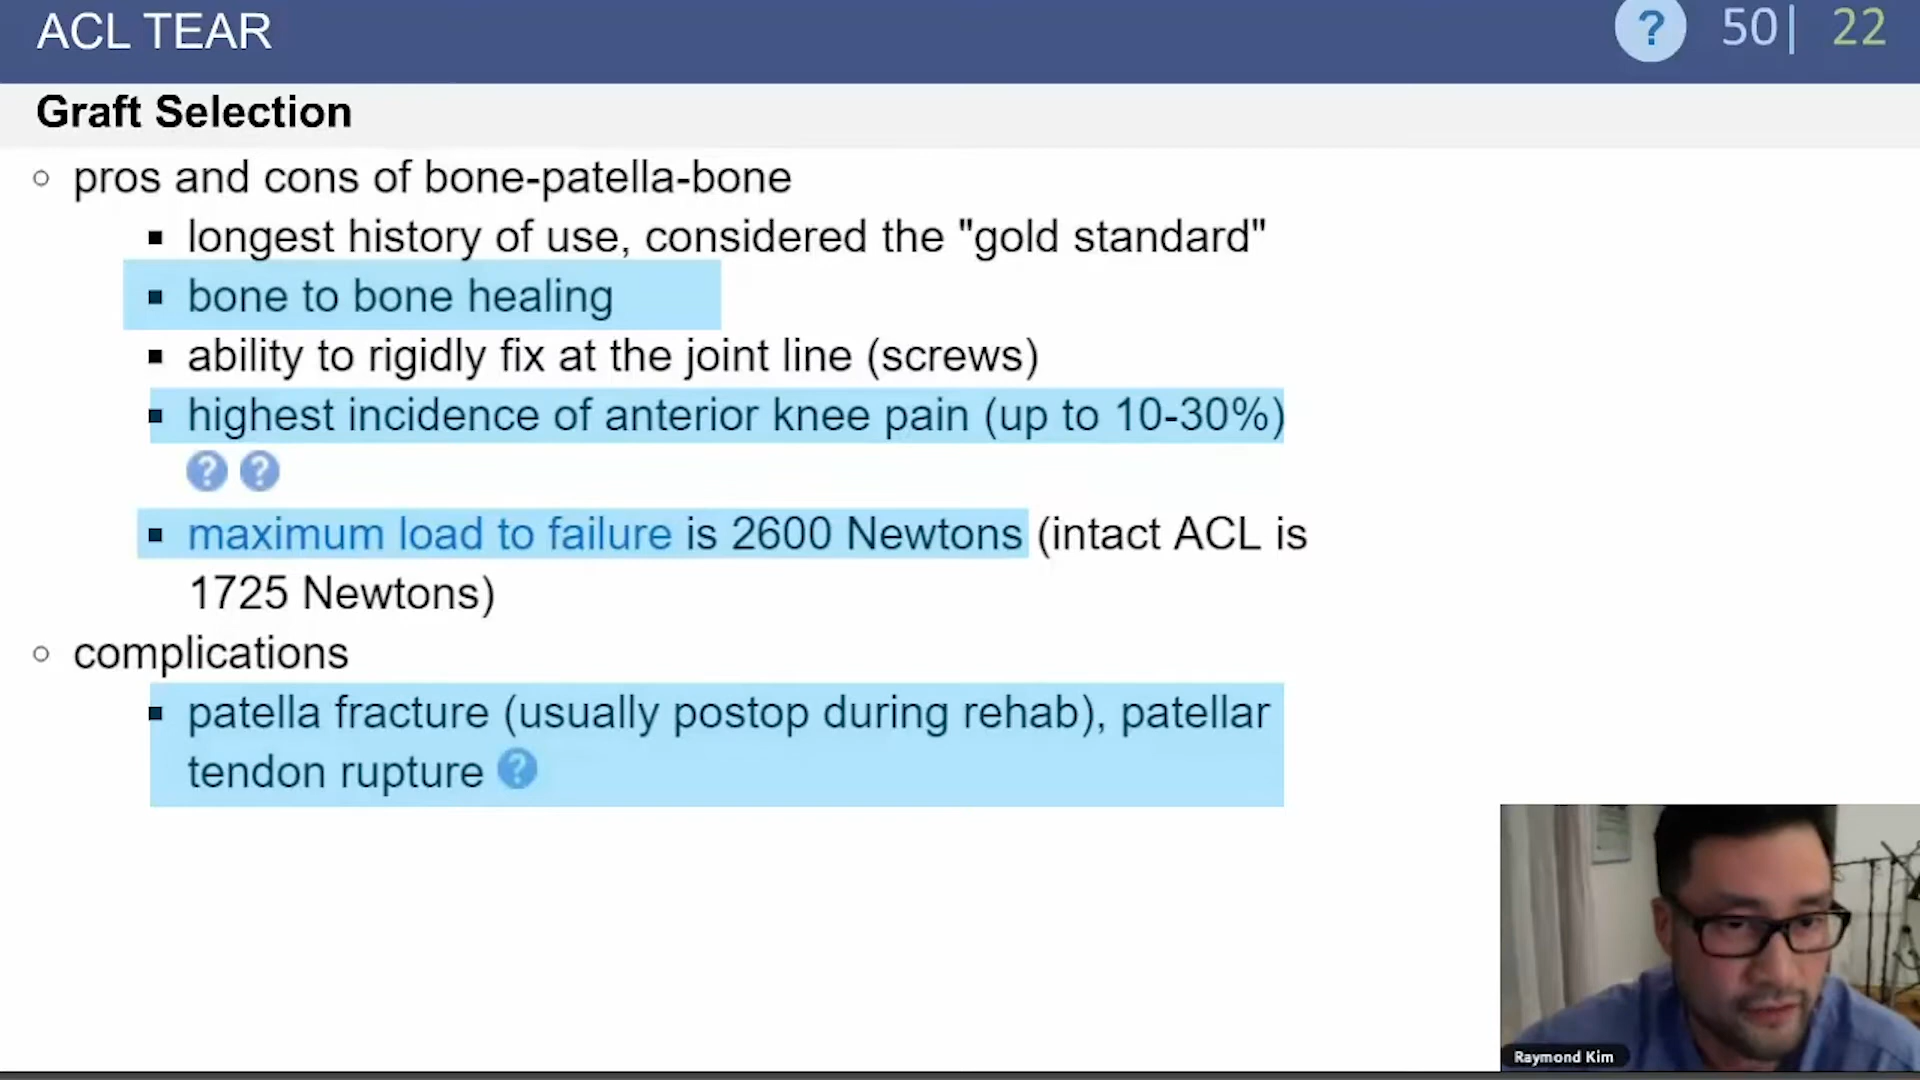 ACL TEAR
? 50| 22
Graft Selection
pros and cons of bone-patella-bone
longest history of use, considered the "gold standard"
bone to bone healing
ability to rigidly fix at the joint line (screws)
highest incidence of anterior knee pain (up to 10-30%)
? ?
maximum load to failure is 2600 Newtons (intact ACL is
1725 Newtons)
complications
patella fracture (usually postop during rehab), patellar
tendon rupture ?
Raymond Kim